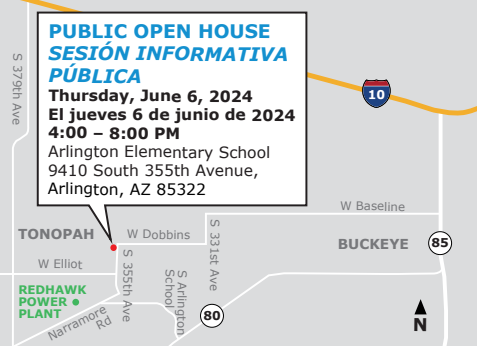 PUBLIC OPEN HOUSE
SESIÓN INFORMATIVA
PÚBLICA
Thursday, June 6, 2024
El jueves 6 de junio de 2024
4:00 – 8:00 PM
Arlington Elementary School
9410 South 355th Avenue,
Arlington, AZ 85322
S 379th Ave
10
W Baseline
TONOPAH
W Dobbins
S 331st Ave
BUCKEYE
85
W Elliot
S 355th Ave
S Arlington
School
REDHAWK
POWER
PLANT
Narramore
Rd
80
N